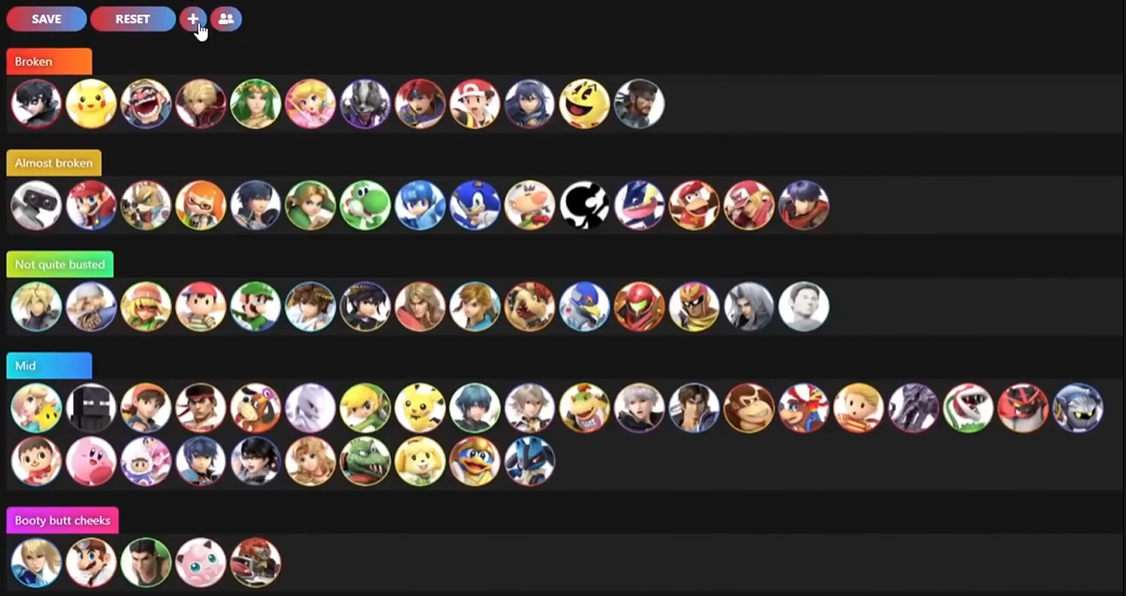 SAVE RESET +
Broken
Almost broken
Not quite busted
Mid
Booty butt cheeks